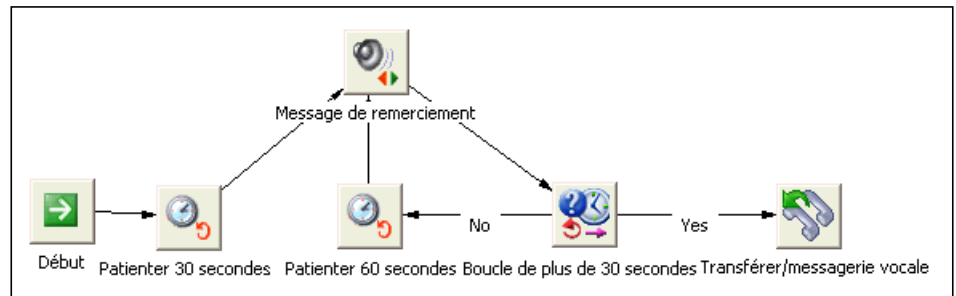 Message de remerciement
No
Yes
Début
Patienter 30 secondes
Patienter 60 secondes
Boucle de plus de 30 secondes
Transférer/messagerie vocale